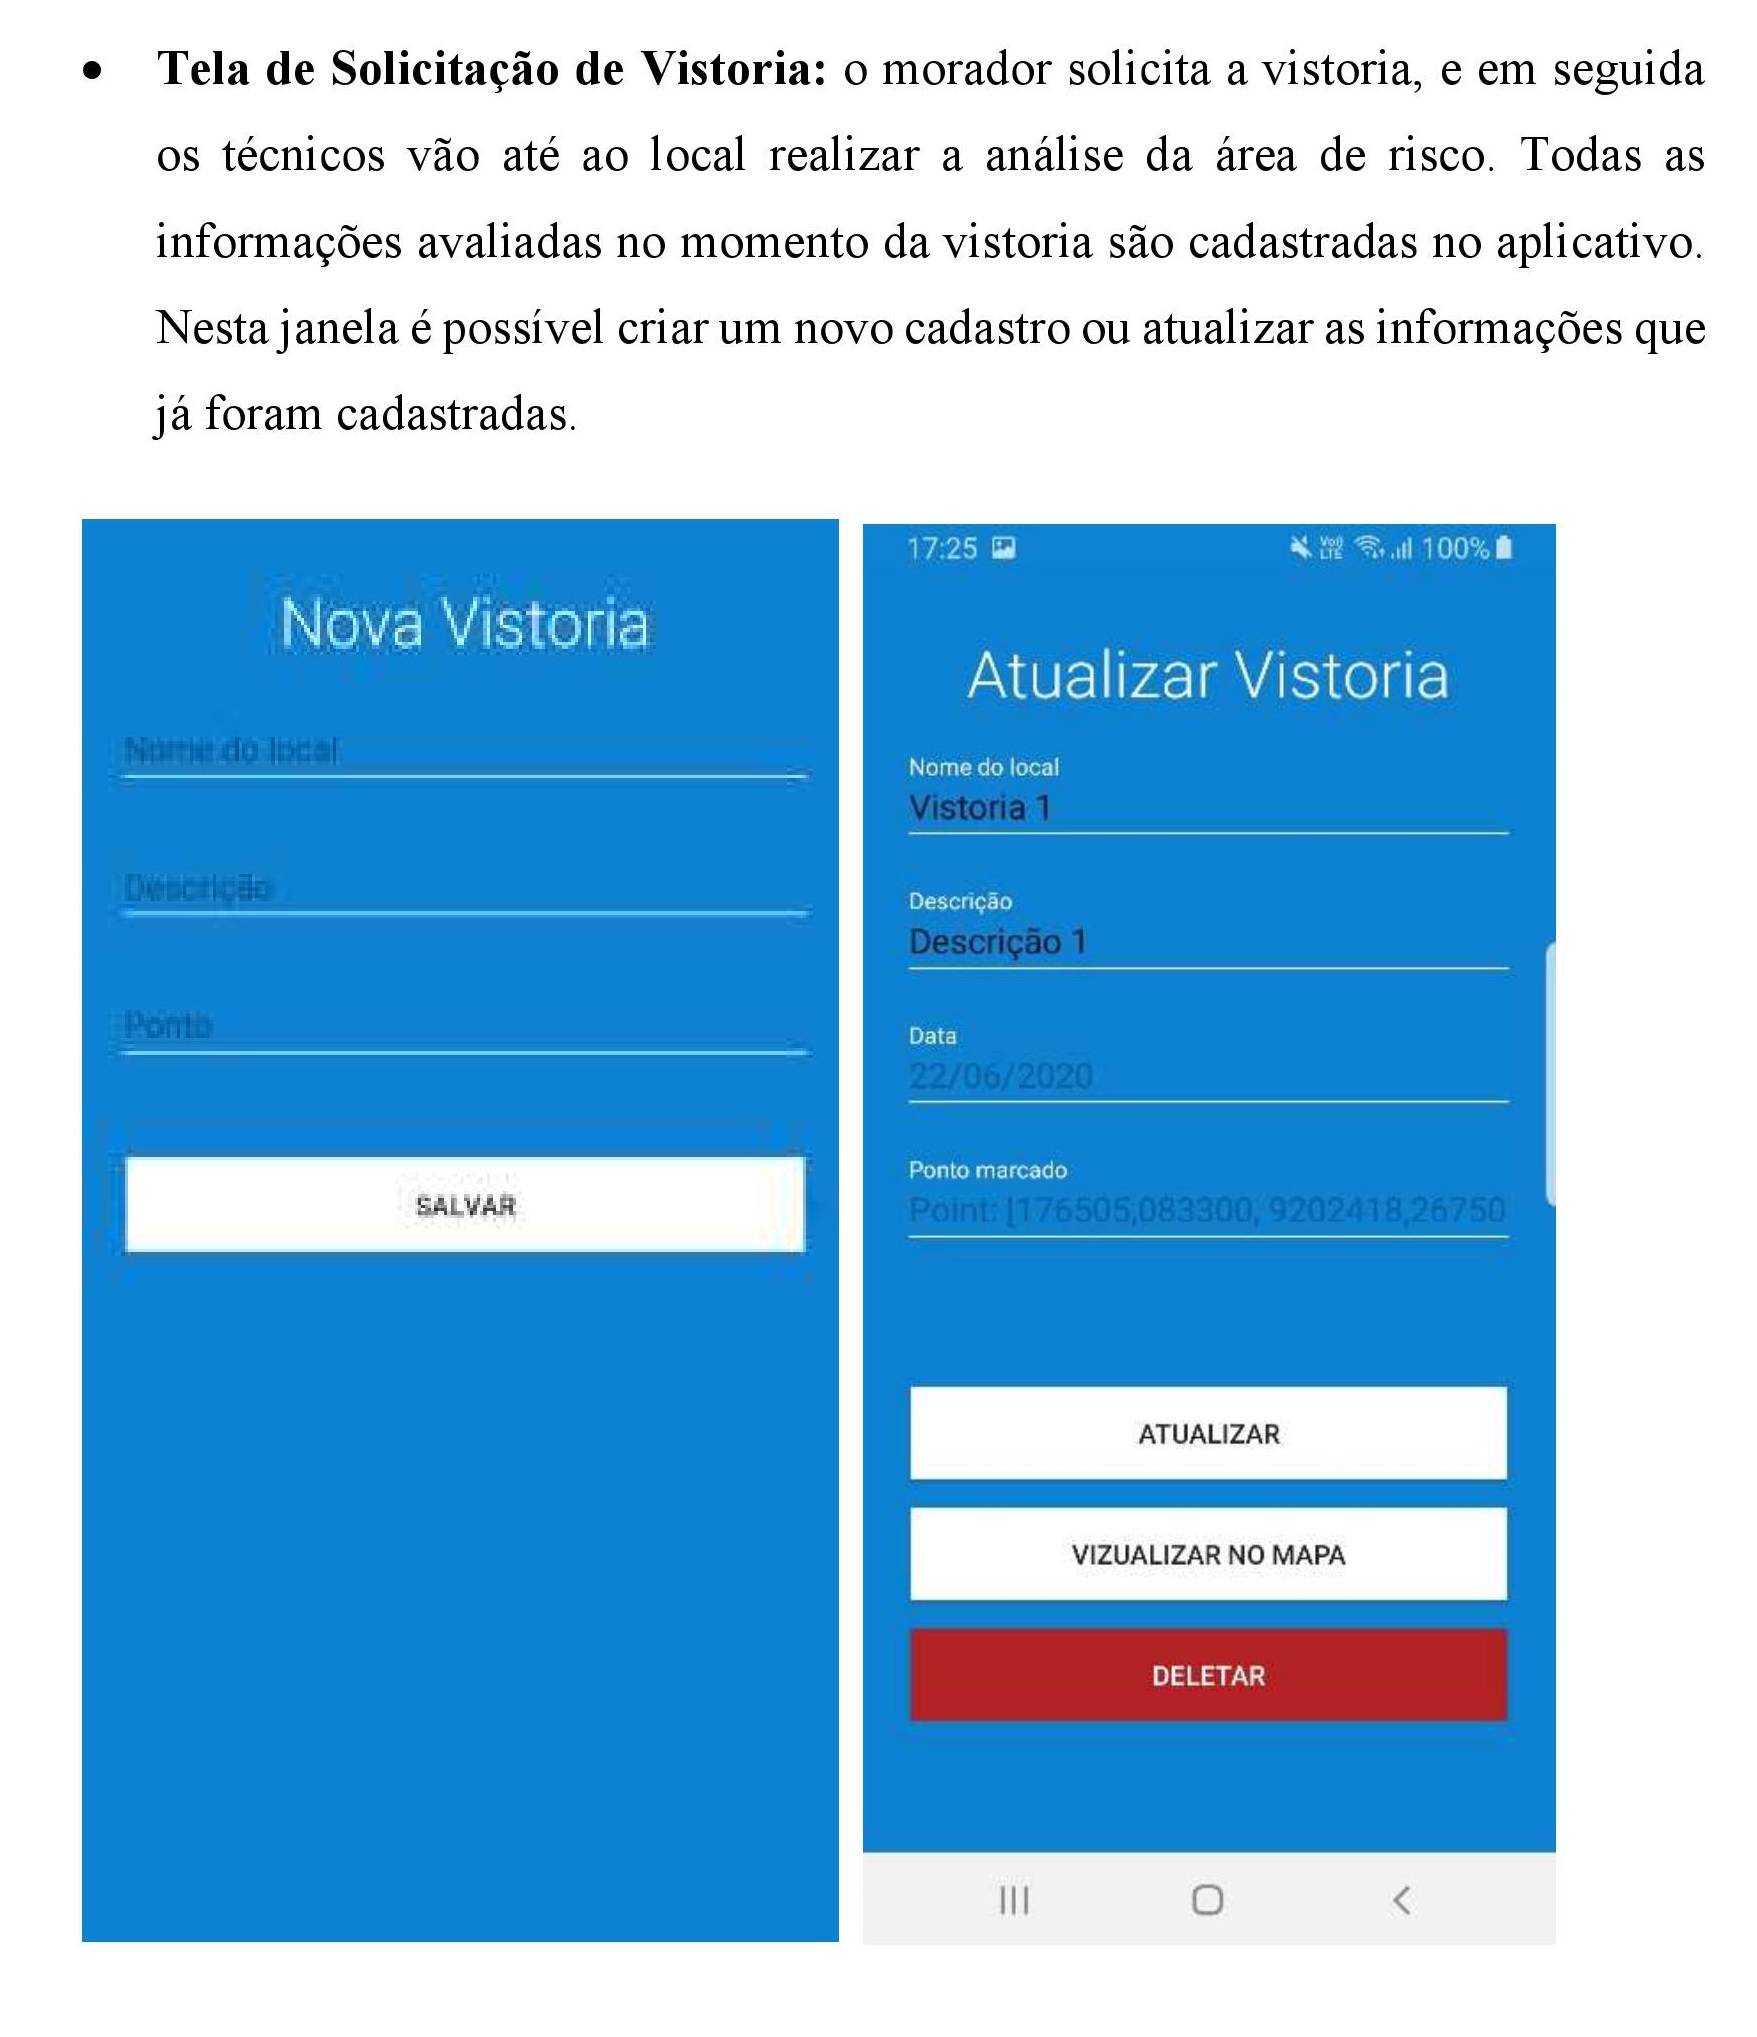 • Tela de Solicitação de Vistoria: o morador solicita a vistoria, e em seguida
os técnicos vão até ao local realizar a análise da área de risco. Todas as
informações avaliadas no momento da vistoria são cadastradas no aplicativo.
Nesta janela é possível criar um novo cadastro ou atualizar as informações que
já foram cadastradas.
Nova Vistoria
Nome do local
Descrição
Ponto
SALVAR
17:25 Vo)) LTE 100%
Atualizar Vistoria
Nome do local
Vistoria 1
Descrição
Descrição 1
Data
22/06/2020
Ponto marcado
Point: [176505,083300, 9202418,26750
ATUALIZAR
VIZUALIZAR NO MAPA
DELETAR